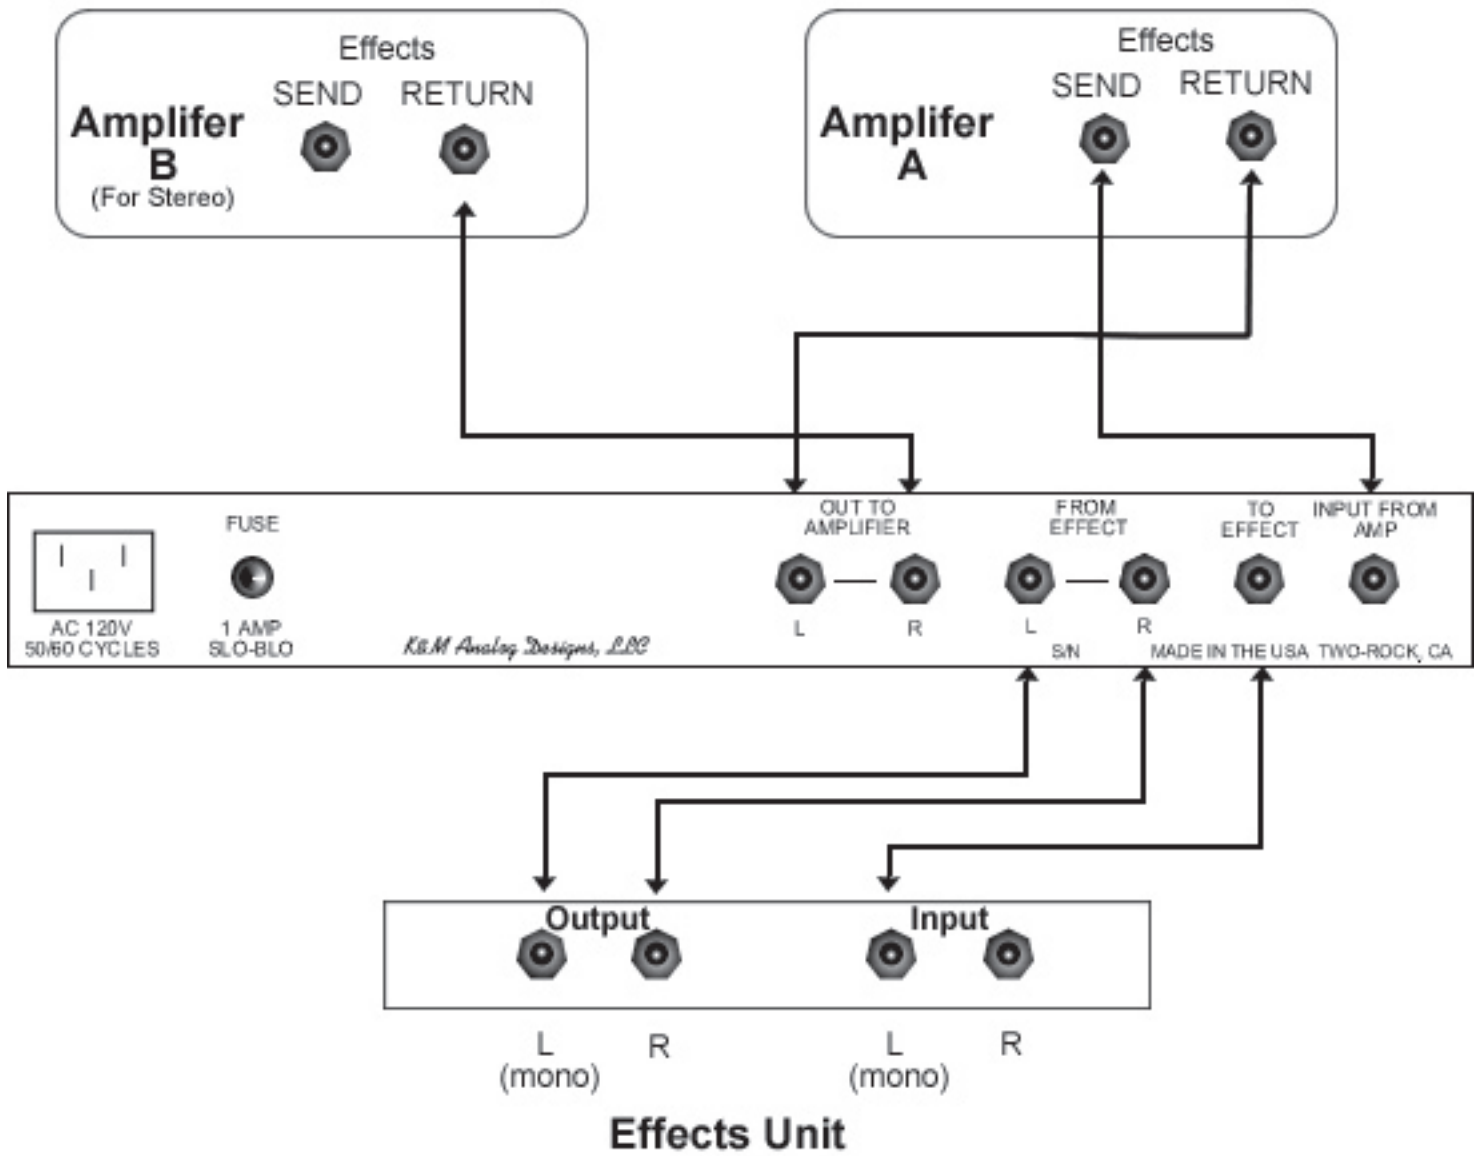 Effects
SEND RETURN
Amplifer
B
(For Stereo)
Effects
SEND RETURN
Amplifer
A
FUSE
AC 120V
50/60 CYCLES
1 AMP
SLO-BLO
K&M Analog Designs, LLC
OUT TO
AMPLIFIER
L R
FROM
EFFECT
L R
TO
EFFECT
INPUT FROM
AMP
S/N MADE IN THE USA TWO-ROCK, CA
Output Input
L R L R
(mono) (mono)
Effects Unit